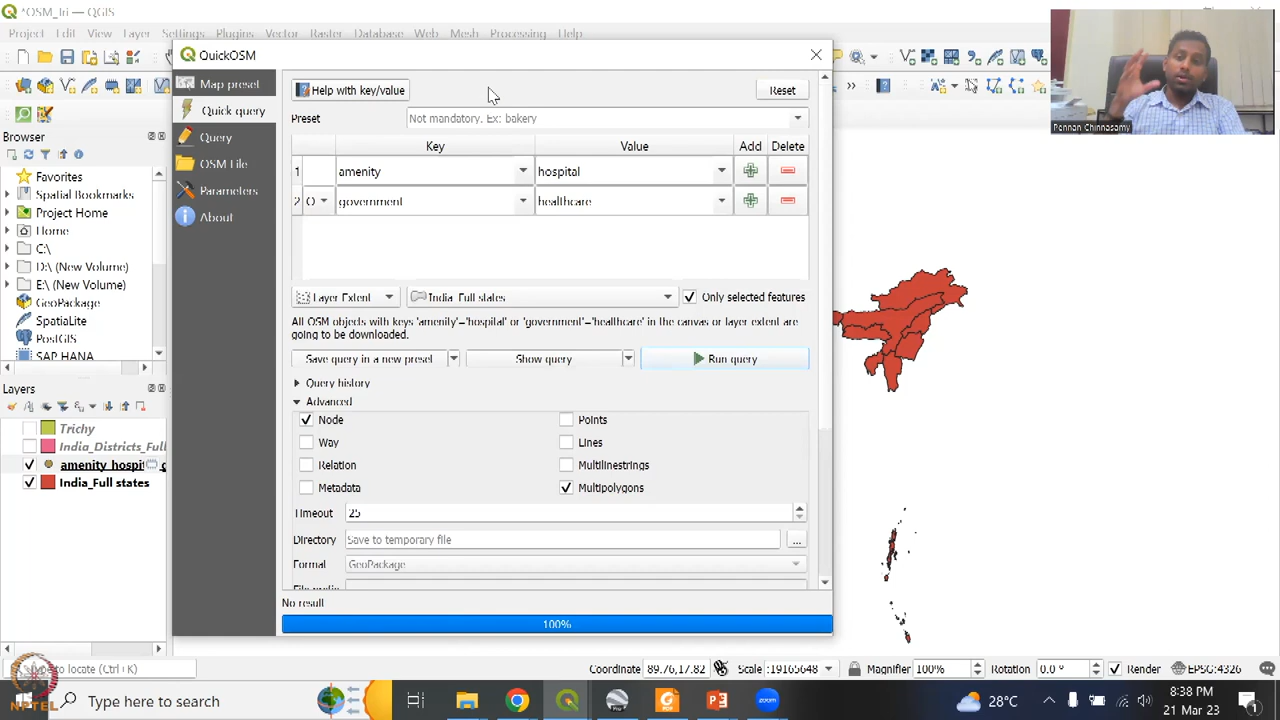 *OSM_tri — QGIS
Project Edit View Layer Settings Plugins Vector Raster Database Web Mesh Processing Help
QuickOSM
Map preset
Quick query
Query
OSM File
Parameters
About
Help with key/value
Reset
Preset Not mandatory. Ex: bakery
Key Value Add Delete
1 amenity hospital
2 O government healthcare
Layer Extent India_Full states Only selected features
All OSM objects with keys 'amenity'='hospital' or 'government'='healthcare' in the canvas or layer extent are
going to be downloaded.
Save query in a new preset Show query Run query
Query history
Advanced
Node Points
Way Lines
Relation Multilinestrings
Metadata Multipolygons
Timeout 25
Directory Save to temporary file ...
Format GeoPackage
No result
100%
Browser
Favorites
Spatial Bookmarks
Project Home
Home
C:\
D:\ (New Volume)
E:\ (New Volume)
GeoPackage
SpatiaLite
PostGIS
SAP HANA
Layers
Trichy
India_Districts_Full
amenity_hospi
India_Full states
Pennan Chinnasamy
to locate (Ctrl+K)
Coordinate 89.76,17.82 Scale :19165648 Magnifier 100% Rotation 0.0 ° Render EPSG:4326
NPTEL
Type here to search
28°C
8:38 PM
21 Mar 23
1